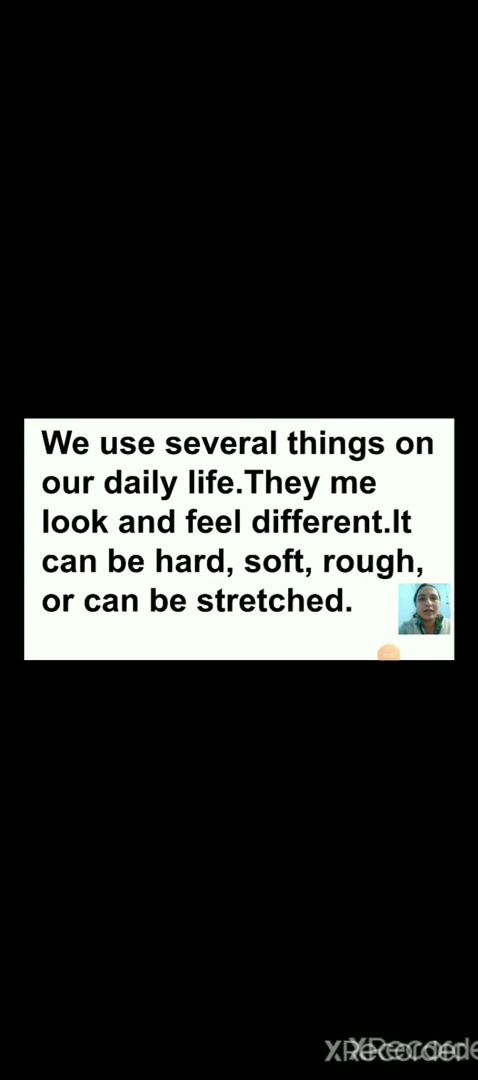 We use several things on
our daily life.They me
look and feel different.It
can be hard, soft, rough,
or can be stretched.
XRecorder